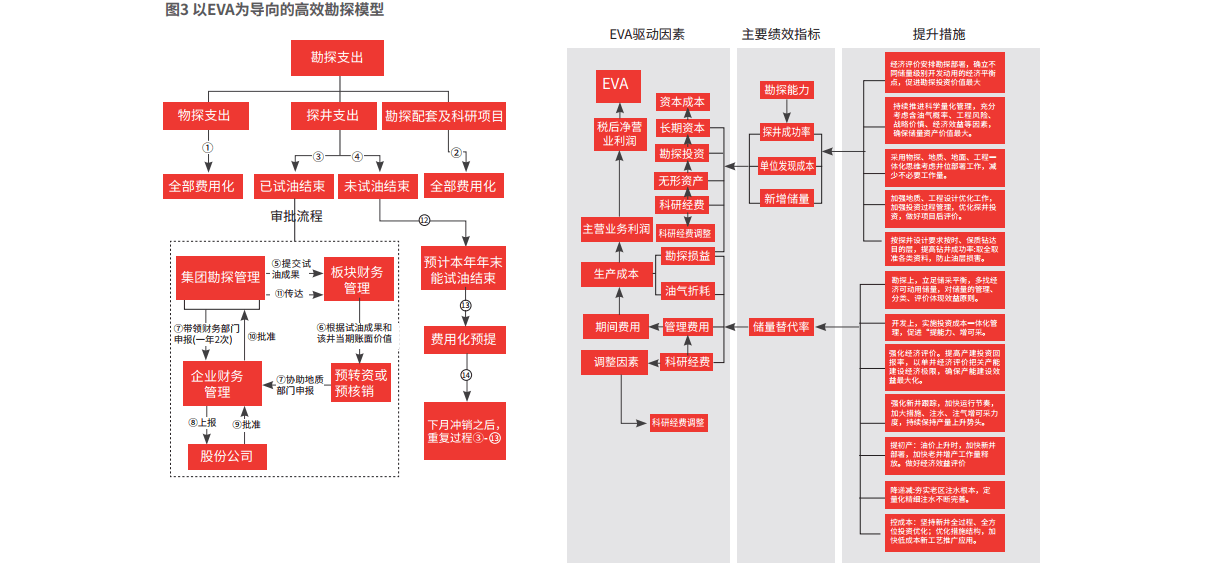 图3 以EVA为导向的高效勘探模型
勘探支出
物探支出
探井支出
勘探配套及科研项目
①
③
④
②
全部费用化
已试油结束
未试油结束
全部费用化
审批流程
⑫
集团勘探管理
⑤提交试
油成果
⑪传达
板块财务
管理
⑦带领财务部门
申报(一年2次)
⑩批准
⑥根据试油成果和
该井当期账面价值
企业财务
管理
⑦协助地质
部门申报
预转资或
预核销
⑧上报
⑨批准
股份公司
预计本年年末
能试油结束
⑬
费用化预提
⑭
下月冲销之后，
重复过程③-⑬
EVA驱动因素
EVA
税后净营
业利润
主营业务利润
生产成本
期间费用
调整因素
资本成本
长期资本
勘探投资
无形资产
科研经费
科研经费调整
勘探损益
油气折耗
管理费用
科研经费
科研经费调整
主要绩效指标
勘探能力
探井成功率
单位发现成本
新增储量
储量替代率
提升措施
经济评价安排勘探部署，确立不
同储量级别开发动用的经济平衡
点，促进勘探投资价值最大
持续推进科学量化管理，充分
考虑含油气概率、工程风险、
战略价慎、经济效益等因素，
确保储量资产价值最大。
采用物探、地质、地面、工程一
体化思维考虑井位部署工作，减
少不必要工作量。
加强地质、工程设计优化工作，
加强投资过程管理，优化探井投
资，做好项目后评价。
按探井设计要求按时、保质钻达
目的层，提高钻井成功率:取全取
准各类资料，防止油层损害。
勘探上，立足储采平衡，多找经
济可动用储量，对储量的管理、
分类、评价体现效益原则。
开发上，实施投资成本一体化管
理，促进“提能力、增可采。
强化经济评价。提高产建投资回
报率，以单井经济评价把关产能
建设经济极限，确保产能建设效
益最大化。
强化新井跟踪，加快运行节奏，
加大措施、注水、注气增可采力
度，持续保持产量上升势头。
提初产：油价上升时，加快新井
部署，加快老井增产工作量释
放。做好经济效益评价
降递减:夯实老区注水根本，定
量化精细注水不断完善。
控成本：坚持新井全过程、全方
位投资优化；优化措施结构，加
快低成本新工艺推广应用。